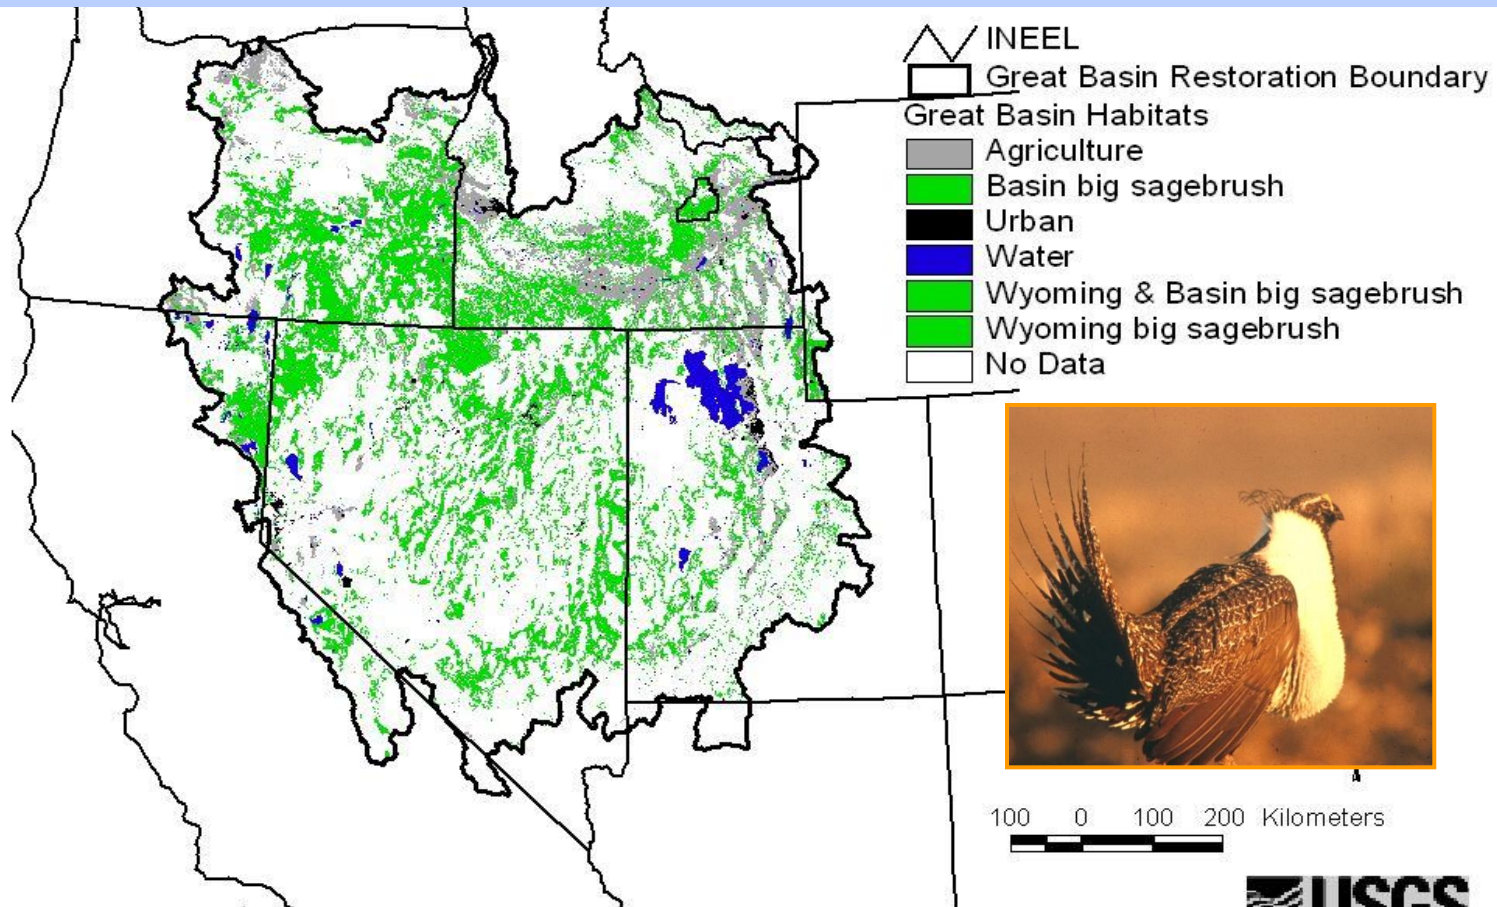 INEEL
Great Basin Restoration Boundary
Great Basin Habitats
Agriculture
Basin big sagebrush
Urban
Water
Wyoming & Basin big sagebrush
Wyoming big sagebrush
No Data
100 0 100 200 Kilometers
USGS